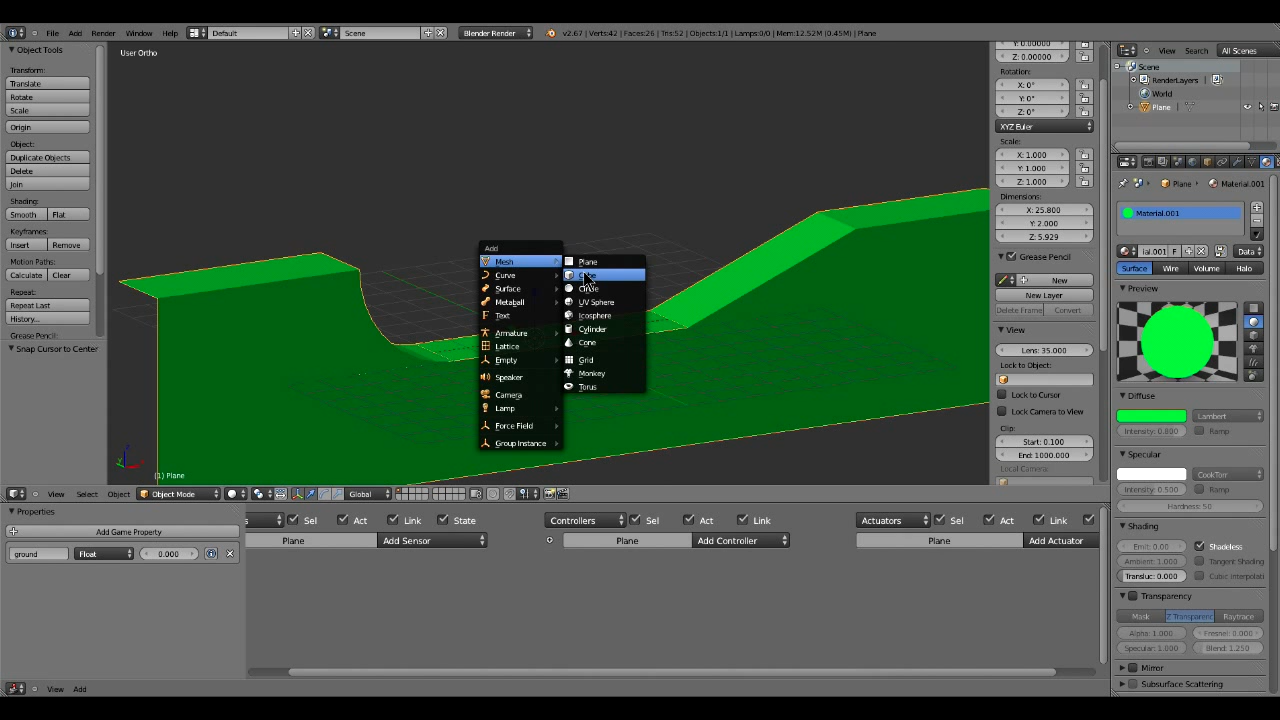 File Add Render Window Help Default Scene Blender Render v2.67 | Verts:42 | Faces:26 | Tris:52 | Objects:1/1 | Lamps:0/0 | Mem:12.52M (0.45M) | Plane
Object Tools
Transform:
Translate
Rotate
Scale
Origin
Object:
Duplicate Objects
Delete
Join
Shading:
Smooth Flat
Keyframes:
Insert Remove
Motion Paths:
Calculate Clear
Repeat:
Repeat Last
History...
Grease Pencil:
Snap Cursor to Center
User Ortho
(1) Plane
Add
Mesh
Curve
Surface
Metaball
Text
Armature
Lattice
Empty
Speaker
Camera
Lamp
Force Field
Group Instance
Plane
Cube
Circle
UV Sphere
Icosphere
Cylinder
Cone
Grid
Monkey
Torus
Y: 0.00000
Z: 0.00000
Rotation:
X: 0°
Y: 0°
Z: 0°
XYZ Euler
Scale:
X: 1.000
Y: 1.000
Z: 1.000
Dimensions:
X: 25.800
Y: 2.000
Z: 5.929
Grease Pencil
New
New Layer
Delete Frame Convert
View
Lens: 35.000
Lock to Object:
Lock to Cursor
Lock Camera to View
Clip:
Start: 0.100
End: 1000.000
Local Camera:
View Search All Scenes
Scene
RenderLayers
World
Plane
Plane Material.001
Material.001
ial.001 F Data
Surface Wire Volume Halo
Preview
Diffuse
Lambert
Intensity: 0.800 Ramp
Specular
CookTorr
Intensity: 0.500 Ramp
Hardness: 50
Shading
Emit: 0.00 Shadeless
Ambient: 1.000 Tangent Shading
Transluc: 0.000 Cubic Interpolati
Transparency
Mask Z Transparenc Raytrace
Alpha: 1.000 Fresnel: 0.000
Specular: 1.000 Blend: 1.250
Mirror
Subsurface Scattering
View Select Object Object Mode Global
Properties
Add Game Property
ground Float 0.000
s Sel Act Link State
Plane Add Sensor
Controllers Sel Act Link
Plane Add Controller
Actuators Sel Act Link
Plane Add Actuator
View Add